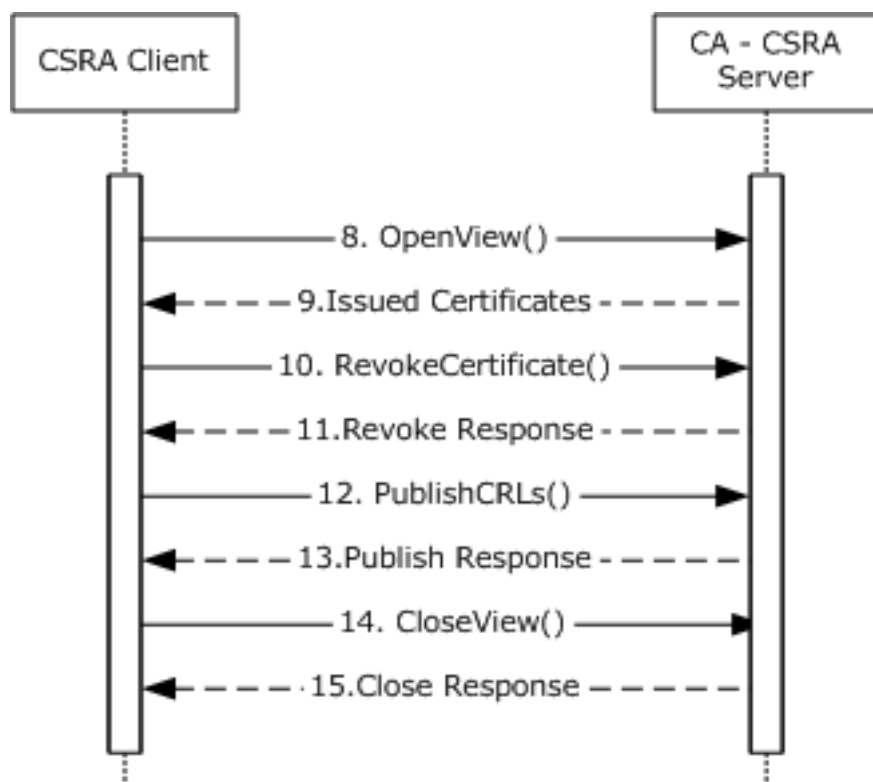 CSRA Client
CA - CSRA
Server
8. OpenView()
9.Issued Certificates
10. RevokeCertificate()
11.Revoke Response
12. PublishCRLs()
13.Publish Response
14. CloseView()
15.Close Response